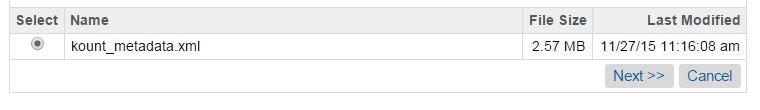 Select Name File Size Last Modified
kount_metadata.xml 2.57 MB 11/27/15 11:16:08 am
Next >> Cancel